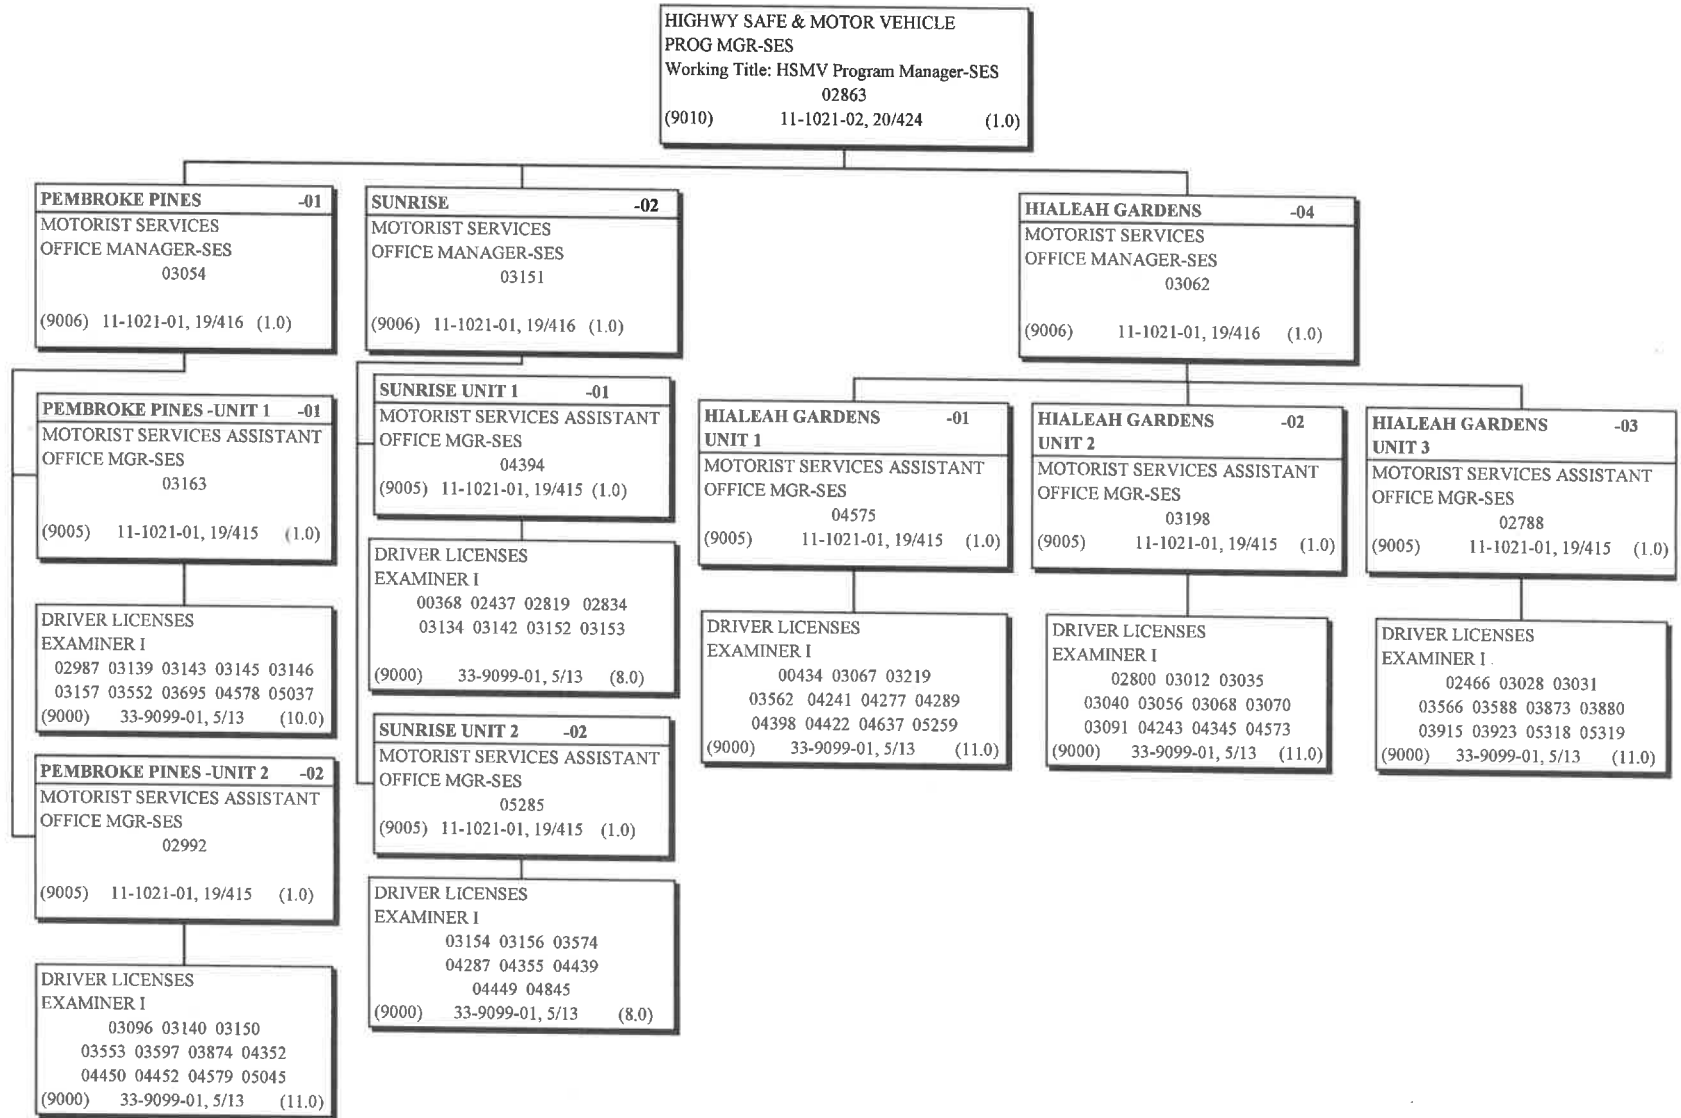 HIGHWY SAFE & MOTOR VEHICLE
PROG MGR-SES
Working Title: HSMV Program Manager-SES
02863
(9010) 11-1021-02, 20/424 (1.0)
PEMBROKE PINES -01
MOTORIST SERVICES
OFFICE MANAGER-SES
03054
(9006) 11-1021-01, 19/416 (1.0)
PEMBROKE PINES -UNIT 1 -01
MOTORIST SERVICES ASSISTANT
OFFICE MGR-SES
03163
(9005) 11-1021-01, 19/415 (1.0)
DRIVER LICENSES
EXAMINER I
02987 03139 03143 03145 03146
03157 03552 03695 04578 05037
(9000) 33-9099-01, 5/13 (10.0)
PEMBROKE PINES -UNIT 2 -02
MOTORIST SERVICES ASSISTANT
OFFICE MGR-SES
02992
(9005) 11-1021-01, 19/415 (1.0)
DRIVER LICENSES
EXAMINER I
03096 03140 03150
03553 03597 03874 04352
04450 04452 04579 05045
(9000) 33-9099-01, 5/13 (11.0)
SUNRISE -02
MOTORIST SERVICES
OFFICE MANAGER-SES
03151
(9006) 11-1021-01, 19/416 (1.0)
SUNRISE UNIT 1 -01
MOTORIST SERVICES ASSISTANT
OFFICE MGR-SES
04394
(9005) 11-1021-01, 19/415 (1.0)
DRIVER LICENSES
EXAMINER I
00368 02437 02819 02834
03134 03142 03152 03153
(9000) 33-9099-01, 5/13 (8.0)
SUNRISE UNIT 2 -02
MOTORIST SERVICES ASSISTANT
OFFICE MGR-SES
05285
(9005) 11-1021-01, 19/415 (1.0)
DRIVER LICENSES
EXAMINER I
03154 03156 03574
04287 04355 04439
04449 04845
(9000) 33-9099-01, 5/13 (8.0)
HIALEAH GARDENS -04
MOTORIST SERVICES
OFFICE MANAGER-SES
03062
(9006) 11-1021-01, 19/416 (1.0)
HIALEAH GARDENS -01
UNIT 1
MOTORIST SERVICES ASSISTANT
OFFICE MGR-SES
04575
(9005) 11-1021-01, 19/415 (1.0)
DRIVER LICENSES
EXAMINER I
00434 03067 03219
03562 04241 04277 04289
04398 04422 04637 05259
(9000) 33-9099-01, 5/13 (11.0)
HIALEAH GARDENS -02
UNIT 2
MOTORIST SERVICES ASSISTANT
OFFICE MGR-SES
03198
(9005) 11-1021-01, 19/415 (1.0)
DRIVER LICENSES
EXAMINER I
02800 03012 03035
03040 03056 03068 03070
03091 04243 04345 04573
(9000) 33-9099-01, 5/13 (11.0)
HIALEAH GARDENS -03
UNIT 3
MOTORIST SERVICES ASSISTANT
OFFICE MGR-SES
02788
(9005) 11-1021-01, 19/415 (1.0)
DRIVER LICENSES
EXAMINER I
02466 03028 03031
03566 03588 03873 03880
03915 03923 05318 05319
(9000) 33-9099-01, 5/13 (11.0)